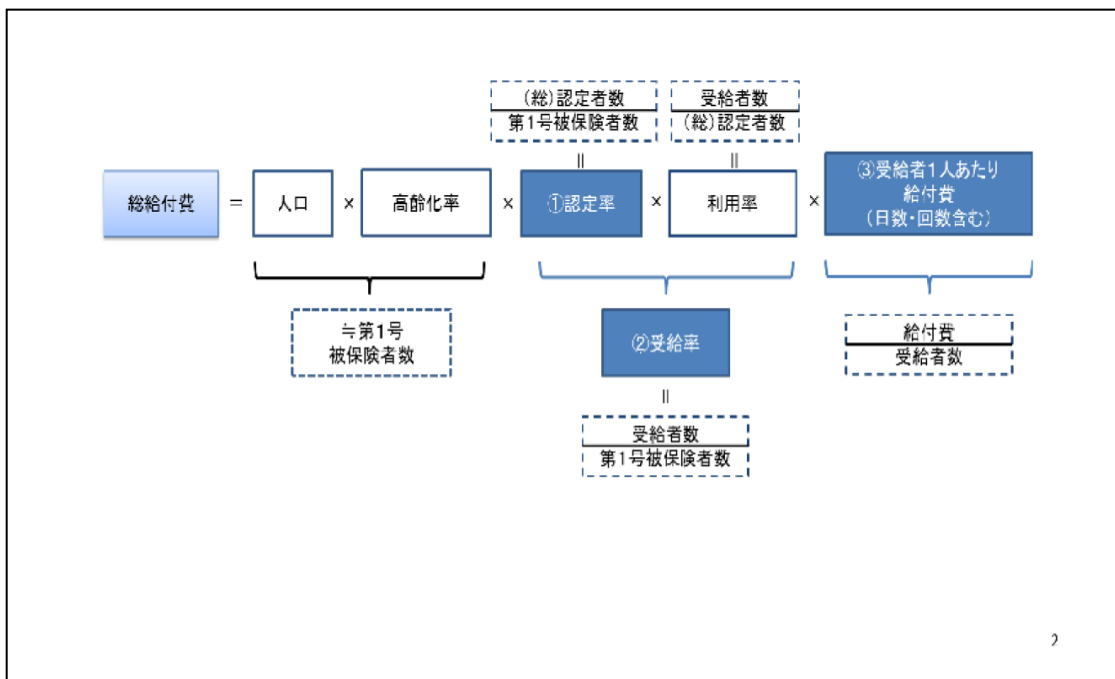 (総)認定者数
第1号被保険者数
受給者数
(総)認定者数
||
||
総給付費
=
人口
×
高齢化率
×
①認定率
×
利用率
×
③受給者1人あたり
給付費
(日数・回数含む)
≒第1号
被保険者数
②受給率
給付費
受給者数
||
受給者数
第1号被保険者数
2